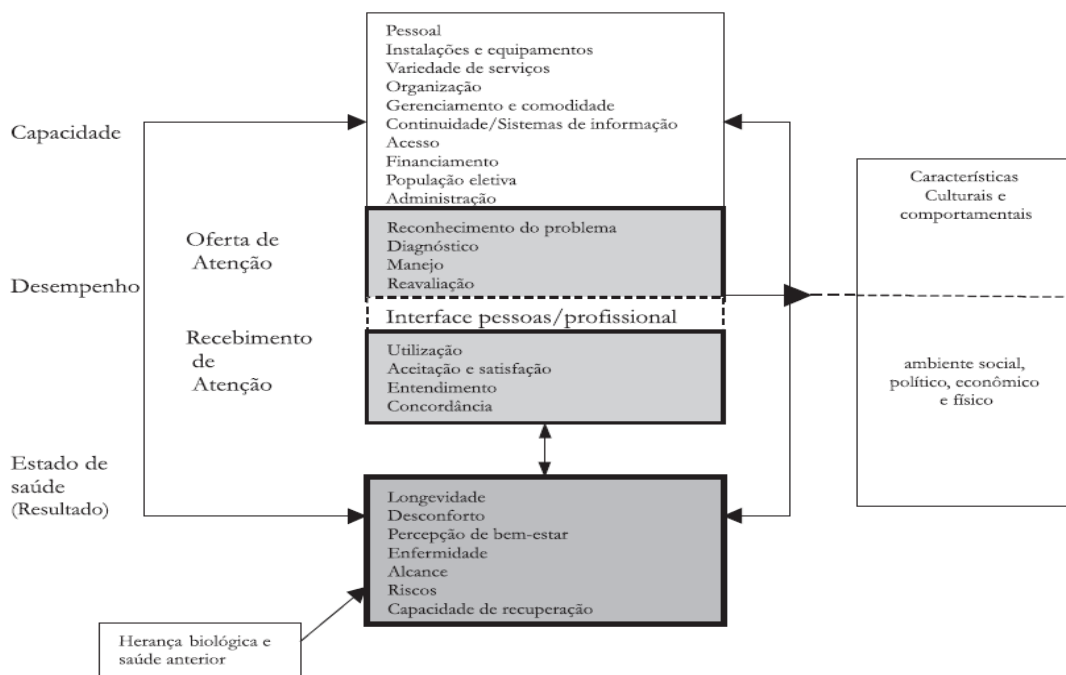 Capacidade
Desempenho
Estado de
saúde
(Resultado)
Oferta de
Atenção
Recebimento
de
Atenção
Pessoal
Instalações e equipamentos
Variedade de serviços
Organização
Gerenciamento e comodidade
Continuidade/Sistemas de informação
Acesso
Financiamento
População eletiva
Administração
Reconhecimento do problema
Diagnóstico
Manejo
Reavaliação
Interface pessoas/profissional
Utilização
Aceitação e satisfação
Entendimento
Concordância
Longevidade
Desconforto
Percepção de bem-estar
Enfermidade
Alcance
Riscos
Capacidade de recuperação
Herança biológica e
saúde anterior
Características
Culturais e
comportamentais
ambiente social,
político, econômico
e físico